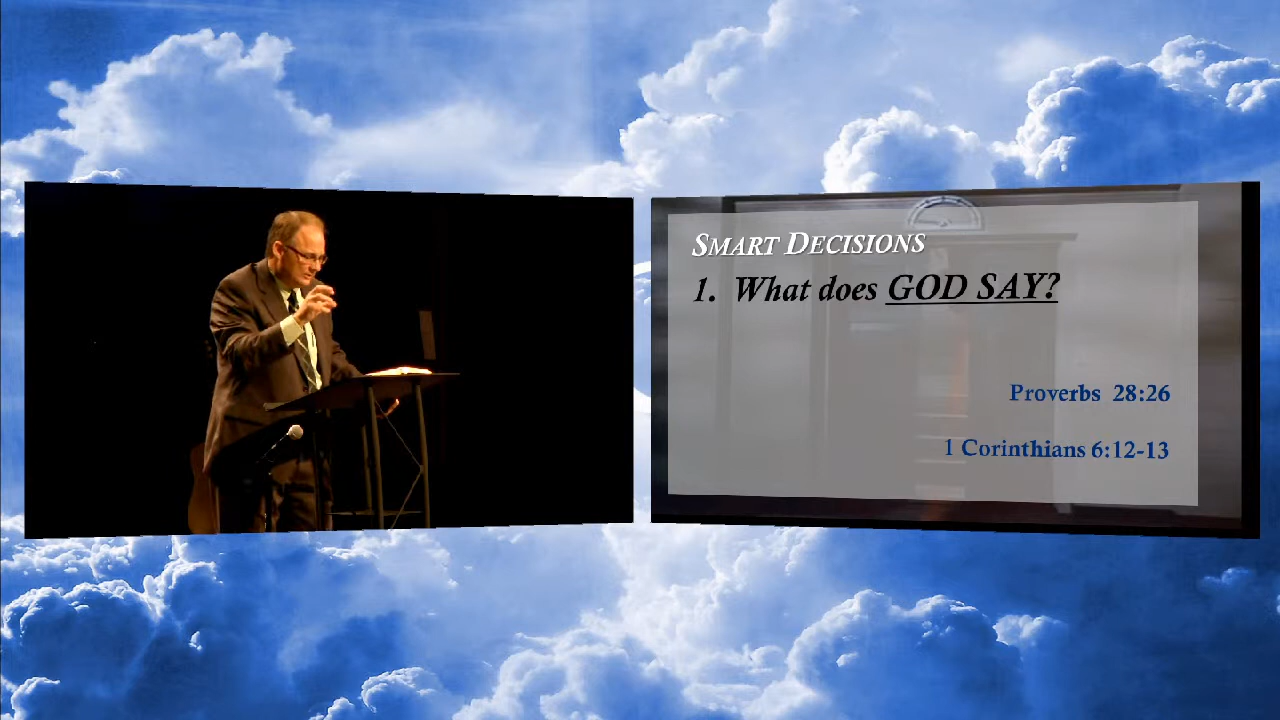 SMART DECISIONS
1. What does GOD SAY?
Proverbs 28:26
1 Corinthians 6:12-13